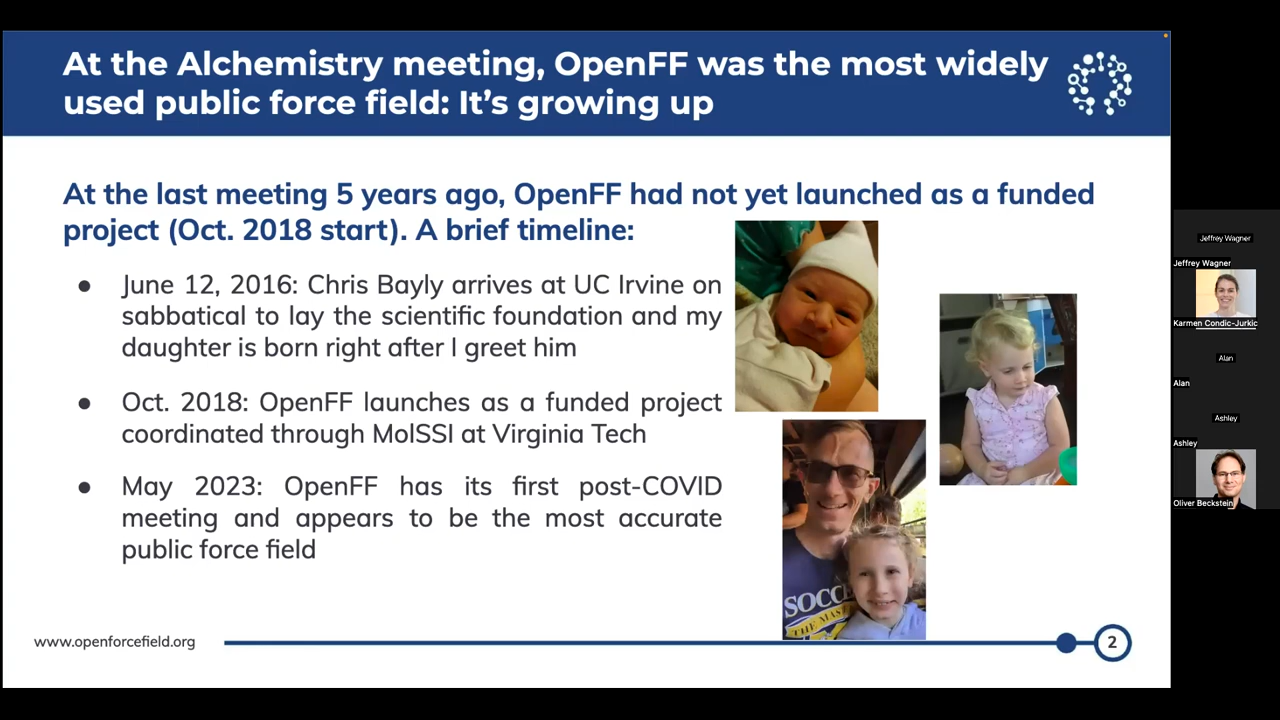 At the Alchemistry meeting, OpenFF was the most widely
used public force field: It's growing up
At the last meeting 5 years ago, OpenFF had not yet launched as a funded
project (Oct. 2018 start). A brief timeline:
● June 12, 2016: Chris Bayly arrives at UC Irvine on
sabbatical to lay the scientific foundation and my
daughter is born right after I greet him
● Oct. 2018: OpenFF launches as a funded project
coordinated through MolSSI at Virginia Tech
● May 2023: OpenFF has its first post-COVID
meeting and appears to be the most accurate
public force field
SOCC
THE MAS
www.openforcefield.org
2
Jeffrey Wagner
Jeffrey Wagner
Karmen Condic-Jurkic
Alan
Alan
Ashley
Ashley
Oliver Beckstein